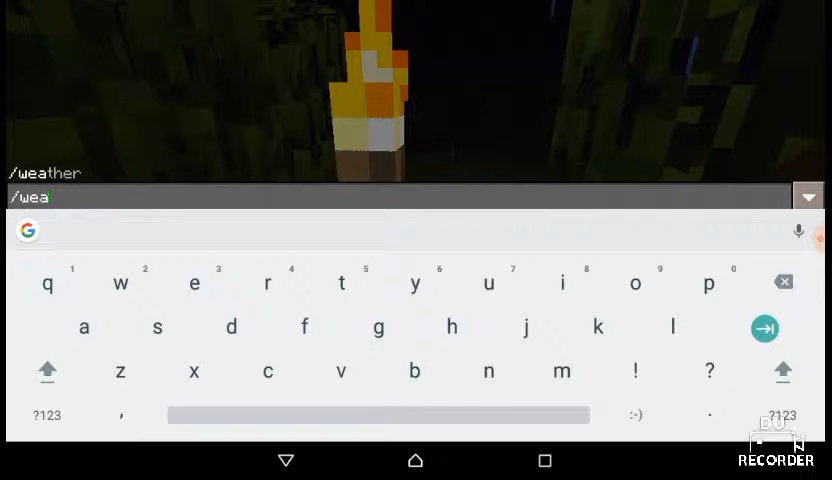 /weather
/wea
1 2 3 4 5 6 7 8 9 0
q w e r t y u i o p
a s d f g h j k l
z x c v b n m ! ?
?123 , :-) . ?123
DU
RECORDER